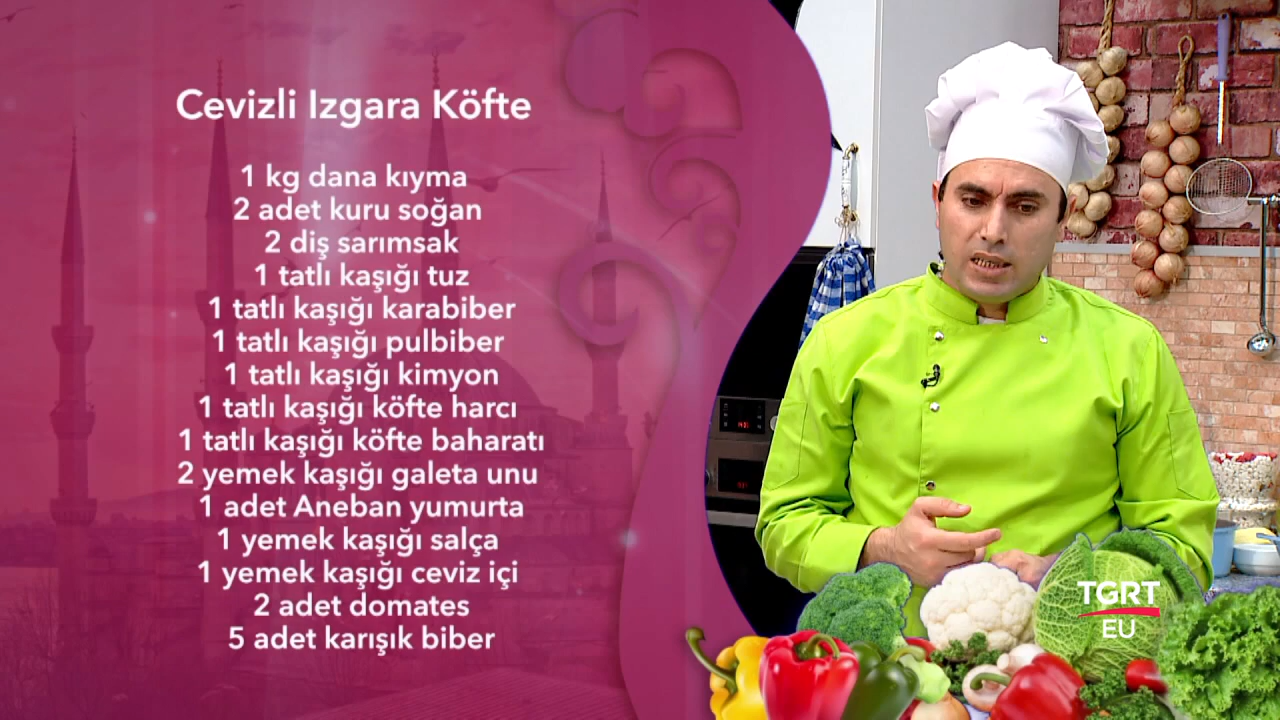 Cevizli Izgara Köfte
1 kg dana kıyma
2 adet kuru soğan
2 diş sarımsak
1 tatlı kaşığı tuz
1 tatlı kaşığı karabiber
1 tatlı kaşığı pulbiber
1 tatlı kaşığı kimyon
1 tatlı kaşığı köfte harcı
1 tatlı kaşığı köfte baharatı
2 yemek kaşığı galeta unu
1 adet Aneban yumurta
1 yemek kaşığı salça
1 yemek kaşığı ceviz içi
2 adet domates
5 adet karışık biber
TGRT
EU